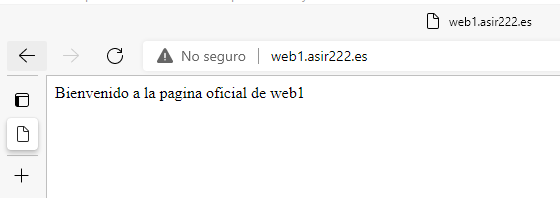 web1.asir222.es
No seguro | web1.asir222.es
Bienvenido a la pagina oficial de web1